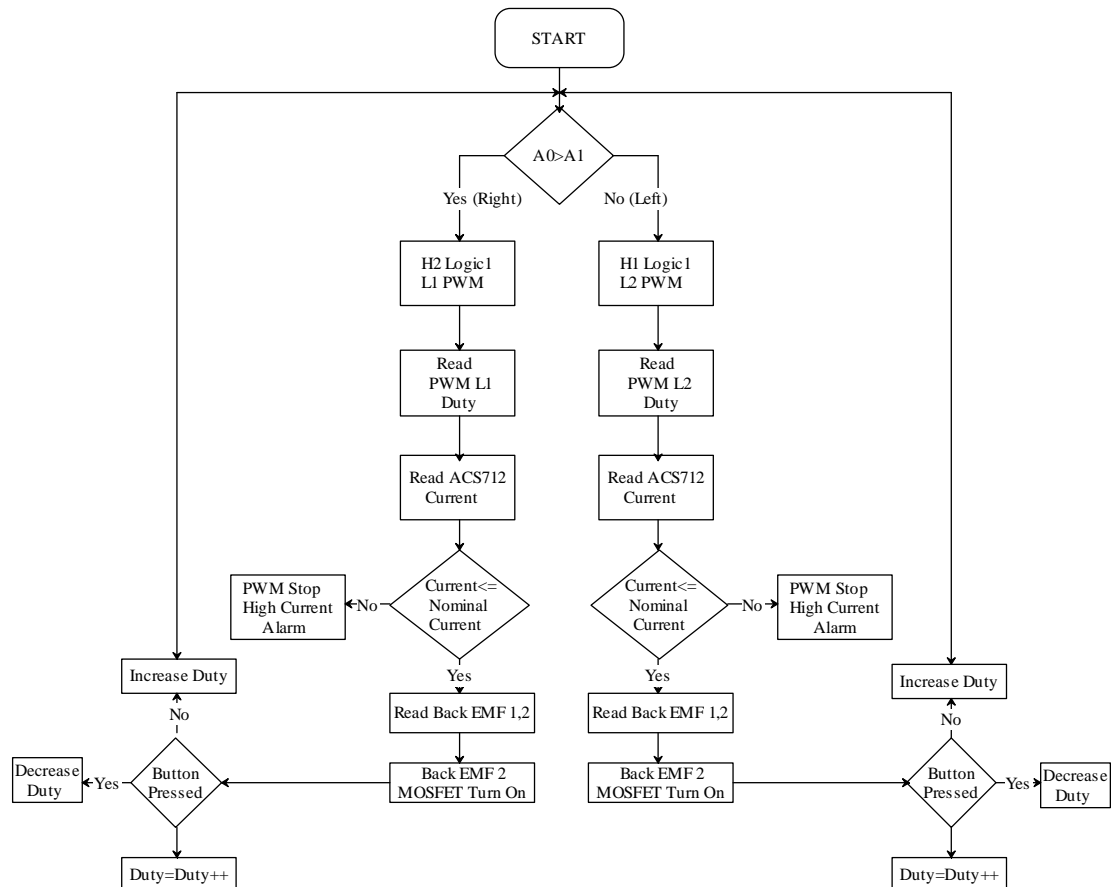 START
A0>A1
Yes (Right)
No (Left)
H2 Logic1
L1 PWM
H1 Logic1
L2 PWM
Read
PWM L1
Duty
Read
PWM L2
Duty
Read ACS712
Current
Read ACS712
Current
PWM Stop
High Current
Alarm
No
Current<=
Nominal
Current
Current<=
Nominal
Current
No
PWM Stop
High Current
Alarm
Yes
Yes
Increase Duty
Read Back EMF 1,2
Read Back EMF 1,2
Increase Duty
No
No
Decrease
Duty
Yes
Button
Pressed
Back EMF 2
MOSFET Turn On
Back EMF 2
MOSFET Turn On
Button
Pressed
Yes
Decrease
Duty
Duty=Duty++
Duty=Duty++